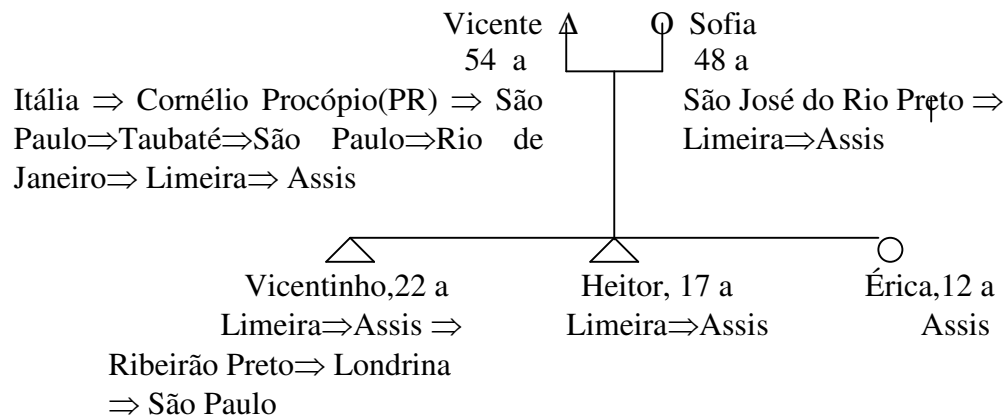 Vicente Sofia
54 a 48 a
Itália ⇒ Cornélio Procópio(PR) ⇒ São
Paulo⇒Taubaté⇒São Paulo⇒Rio de
Janeiro⇒ Limeira⇒ Assis
São José do Rio Preto ⇒
Limeira⇒Assis
Vicentinho,22 a
Limeira⇒Assis ⇒
Ribeirão Preto⇒ Londrina
⇒ São Paulo
Heitor, 17 a
Limeira⇒Assis
Érica,12 a
Assis